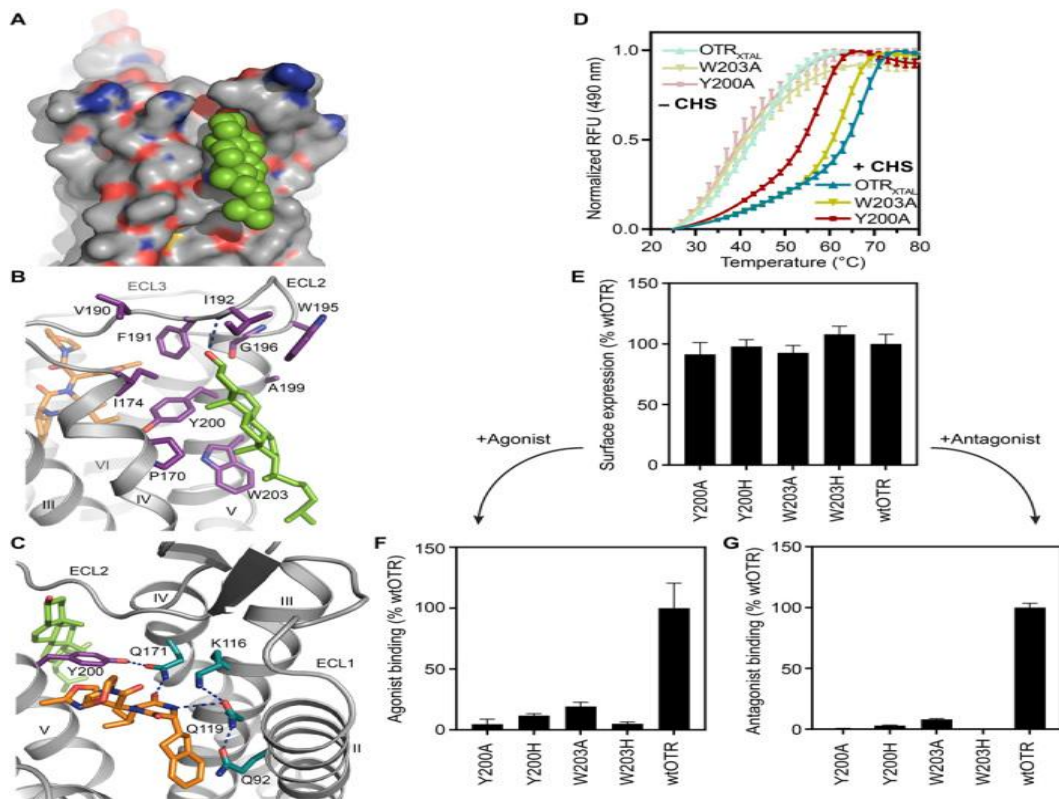 A
B
ECL3
I192
ECL2
V190
W195
F191
G196
I174
A199
Y200
VI
P170
W203
III
IV
V
C
ECL2
IV
III
Q171
K116
ECL1
Y200
V
Q119
II
Q92
D
Normalized RFU (490 nm)
1.0
0.5
0.0
OTRXTAL
W203A
Y200A
– CHS
+ CHS
OTRXTAL
W203A
Y200A
20 30 40 50 60 70 80
Temperature (°C)
E
Surface expression (% wtOTR)
150
100
50
0
Y200A
Y200H
W203A
W203H
wtOTR
+Agonist
+Antagonist
F
Agonist binding (% wtOTR)
150
100
50
0
Y200A
Y200H
W203A
W203H
wtOTR
G
Antagonist binding (% wtOTR)
150
100
50
0
Y200A
Y200H
W203A
W203H
wtOTR